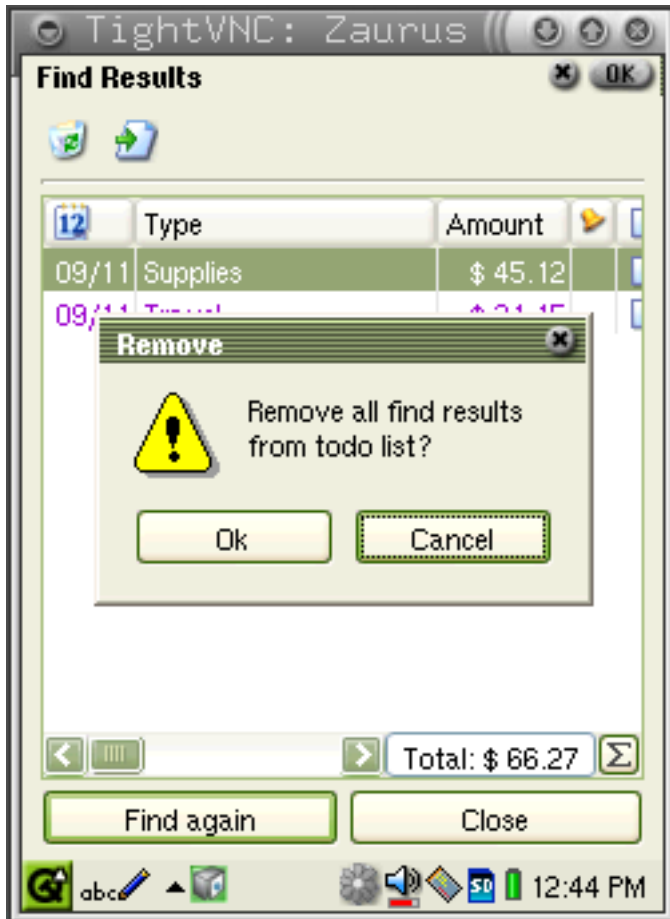 TightVNC: Zaurus
Find Results
OK
12 Type Amount
09/11 Supplies $ 45.12
Remove
Remove all find results
from todo list?
Ok Cancel
Total: $ 66.27 Σ
Find again Close
abc SD 12:44 PM